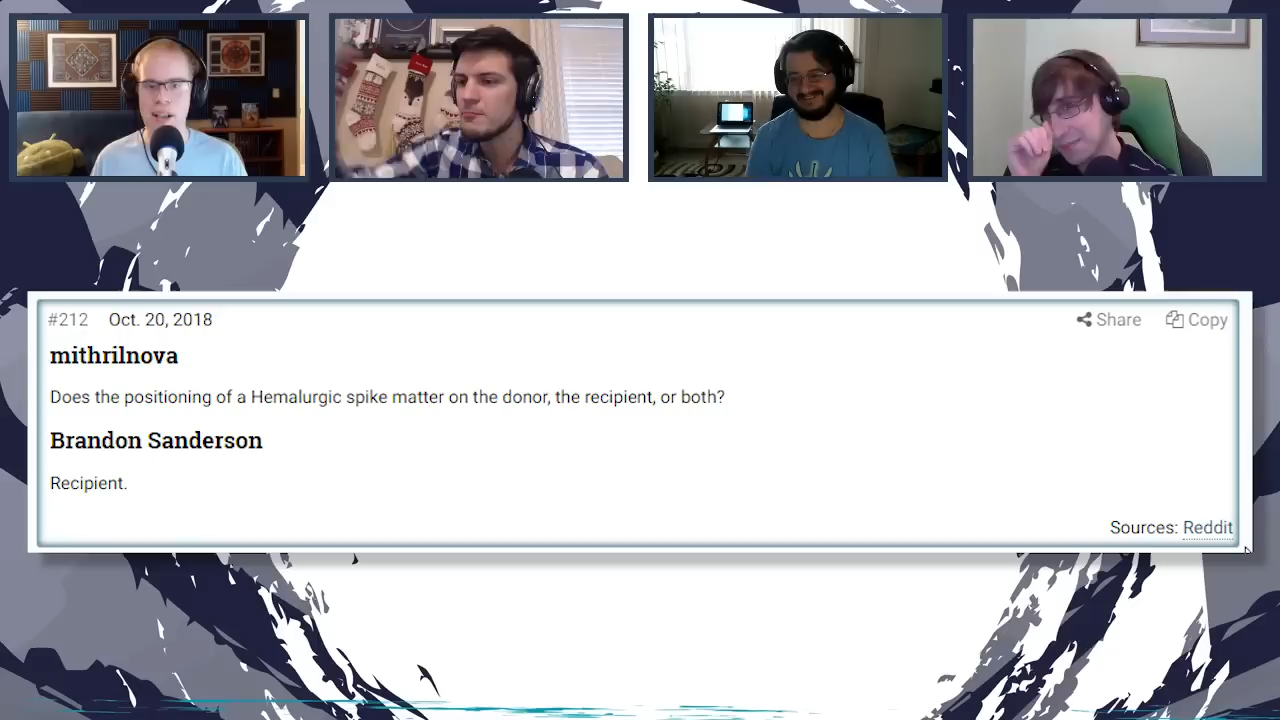 #212 Oct. 20, 2018 Share Copy
mithrilnova
Does the positioning of a Hemalurgic spike matter on the donor, the recipient, or both?
Brandon Sanderson
Recipient.
Sources: Reddit